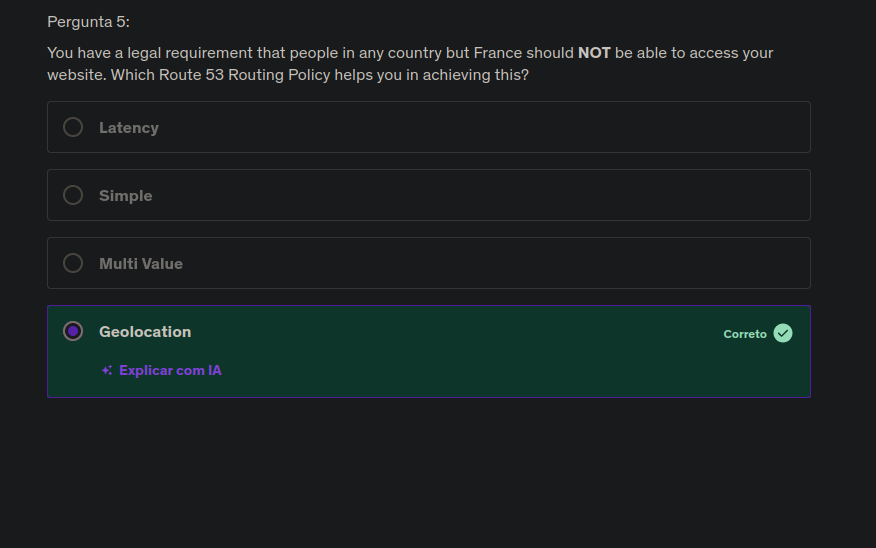 Pergunta 5:
You have a legal requirement that people in any country but France should NOT be able to access your
website. Which Route 53 Routing Policy helps you in achieving this?
Latency
Simple
Multi Value
Geolocation
Correto
Explicar com IA